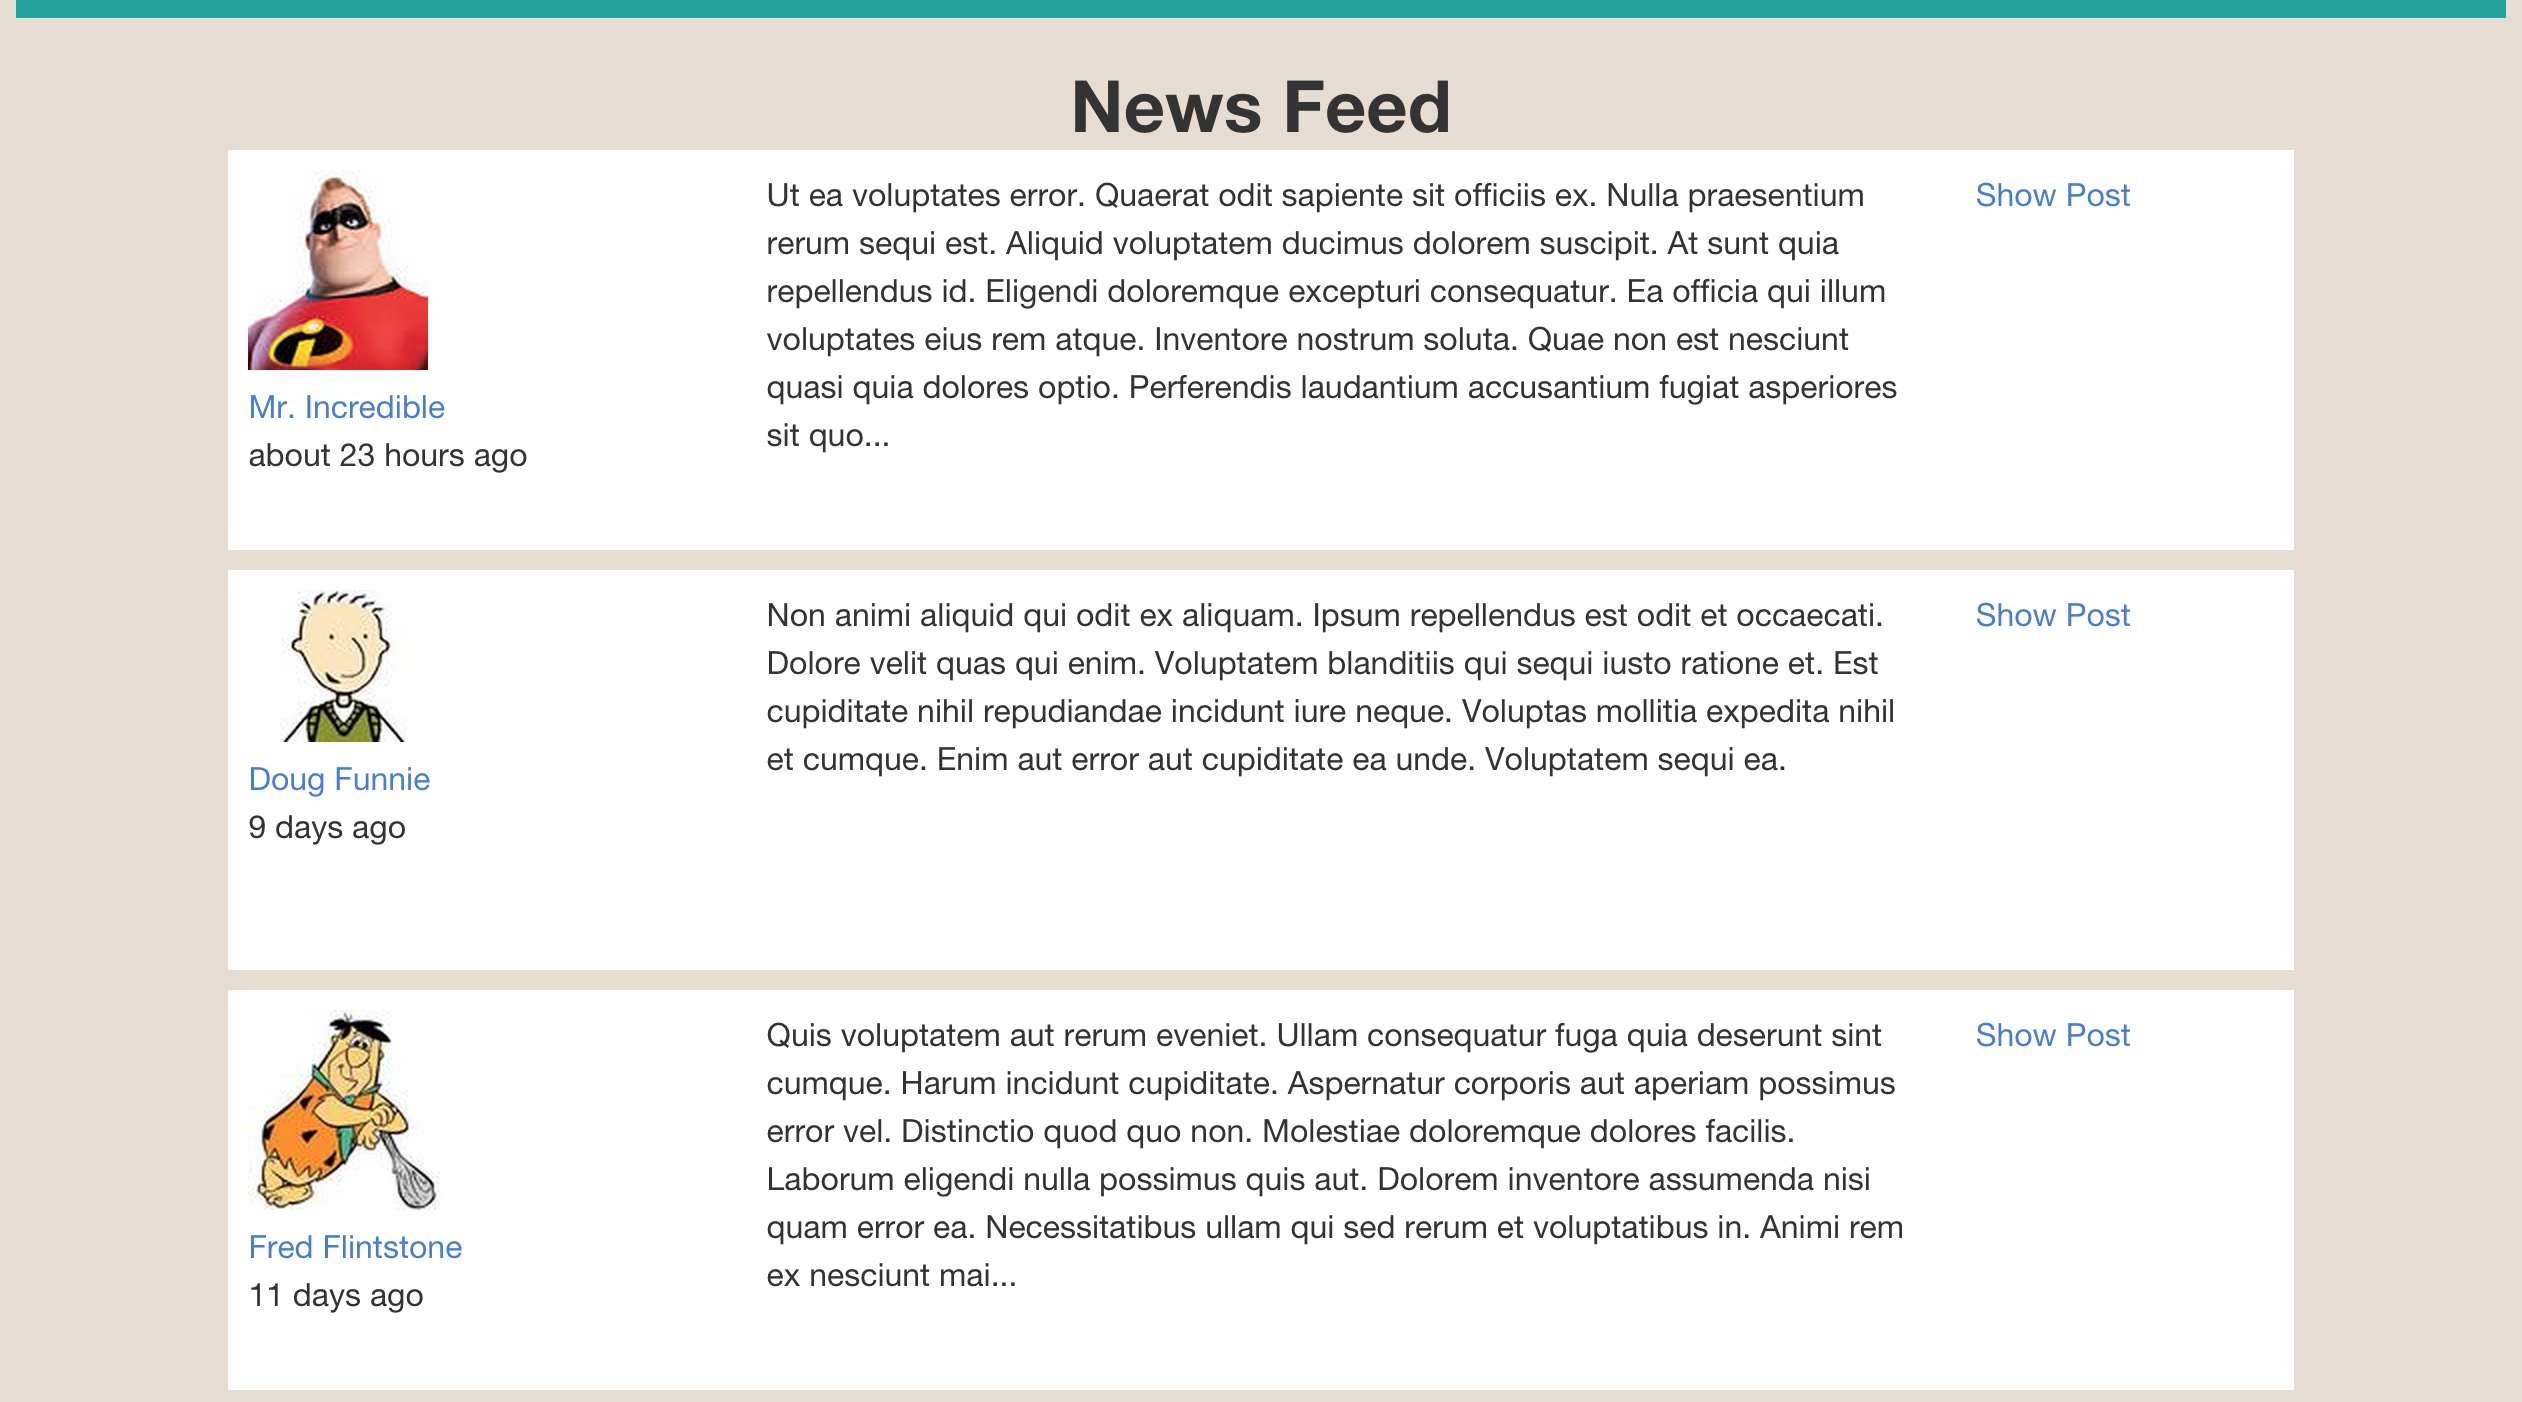 News Feed
Mr. Incredible
about 23 hours ago
Ut ea voluptates error. Quaerat odit sapiente sit officiis ex. Nulla praesentium
rerum sequi est. Aliquid voluptatem ducimus dolorem suscipit. At sunt quia
repellendus id. Eligendi doloremque excepturi consequatur. Ea officia qui illum
voluptates eius rem atque. Inventore nostrum soluta. Quae non est nesciunt
quasi quia dolores optio. Perferendis laudantium accusantium fugiat asperiores
sit quo...
Show Post
Doug Funnie
9 days ago
Non animi aliquid qui odit ex aliquam. Ipsum repellendus est odit et occaecati.
Dolore velit quas qui enim. Voluptatem blanditiis qui sequi iusto ratione et. Est
cupiditate nihil repudiandae incidunt iure neque. Voluptas mollitia expedita nihil
et cumque. Enim aut error aut cupiditate ea unde. Voluptatem sequi ea.
Show Post
Fred Flintstone
11 days ago
Quis voluptatem aut rerum eveniet. Ullam consequatur fuga quia deserunt sint
cumque. Harum incidunt cupiditate. Aspernatur corporis aut aperiam possimus
error vel. Distinctio quod quo non. Molestiae doloremque dolores facilis.
Laborum eligendi nulla possimus quis aut. Dolorem inventore assumenda nisi
quam error ea. Necessitatibus ullam qui sed rerum et voluptatibus in. Animi rem
ex nesciunt mai...
Show Post